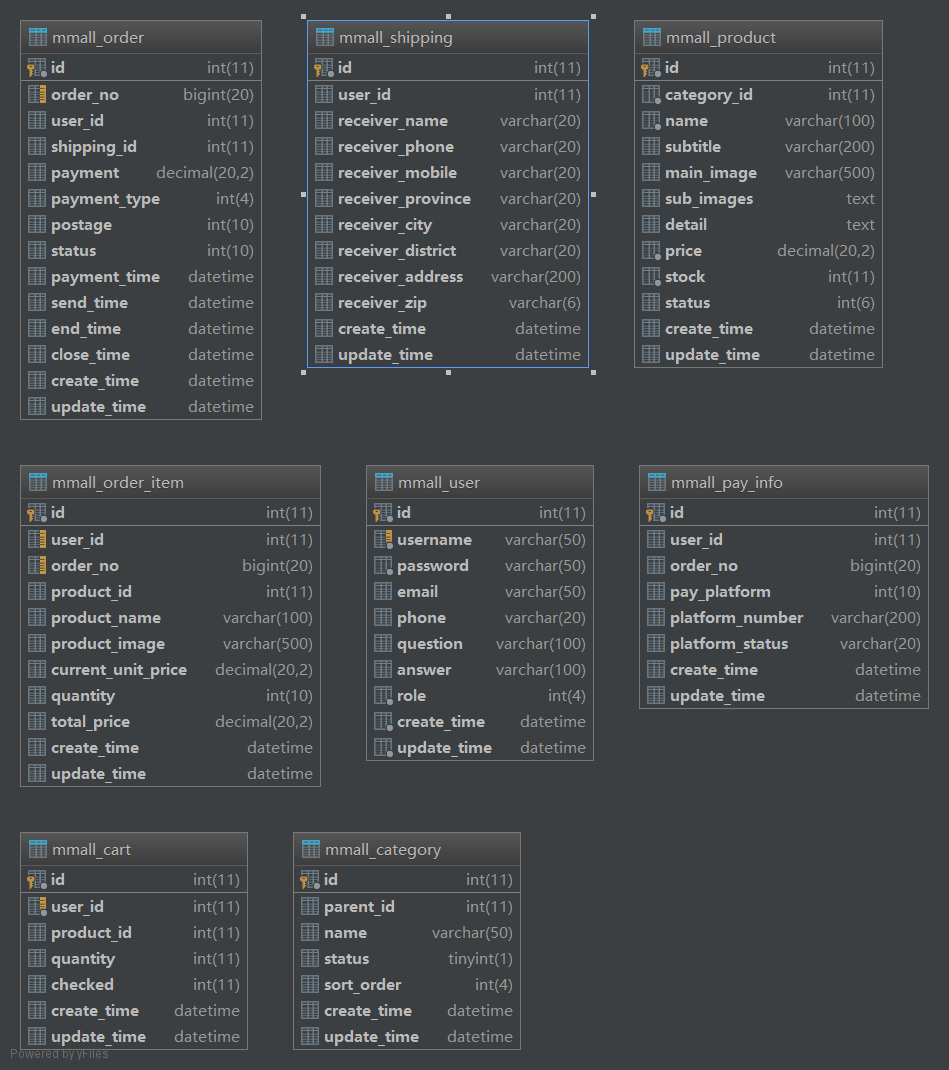 mmall_order
id int(11)
order_no bigint(20)
user_id int(11)
shipping_id int(11)
payment decimal(20,2)
payment_type int(4)
postage int(10)
status int(10)
payment_time datetime
send_time datetime
end_time datetime
close_time datetime
create_time datetime
update_time datetime
mmall_shipping
id int(11)
user_id int(11)
receiver_name varchar(20)
receiver_phone varchar(20)
receiver_mobile varchar(20)
receiver_province varchar(20)
receiver_city varchar(20)
receiver_district varchar(20)
receiver_address varchar(200)
receiver_zip varchar(6)
create_time datetime
update_time datetime
mmall_product
id int(11)
category_id int(11)
name varchar(100)
subtitle varchar(200)
main_image varchar(500)
sub_images text
detail text
price decimal(20,2)
stock int(11)
status int(6)
create_time datetime
update_time datetime
mmall_order_item
id int(11)
user_id int(11)
order_no bigint(20)
product_id int(11)
product_name varchar(100)
product_image varchar(500)
current_unit_price decimal(20,2)
quantity int(10)
total_price decimal(20,2)
create_time datetime
update_time datetime
mmall_user
id int(11)
username varchar(50)
password varchar(50)
email varchar(50)
phone varchar(20)
question varchar(100)
answer varchar(100)
role int(4)
create_time datetime
update_time datetime
mmall_pay_info
id int(11)
user_id int(11)
order_no bigint(20)
pay_platform int(10)
platform_number varchar(200)
platform_status varchar(20)
create_time datetime
update_time datetime
mmall_cart
id int(11)
user_id int(11)
product_id int(11)
quantity int(11)
checked int(11)
create_time datetime
update_time datetime
mmall_category
id int(11)
parent_id int(11)
name varchar(50)
status tinyint(1)
sort_order int(4)
create_time datetime
update_time datetime
Powered by yFiles